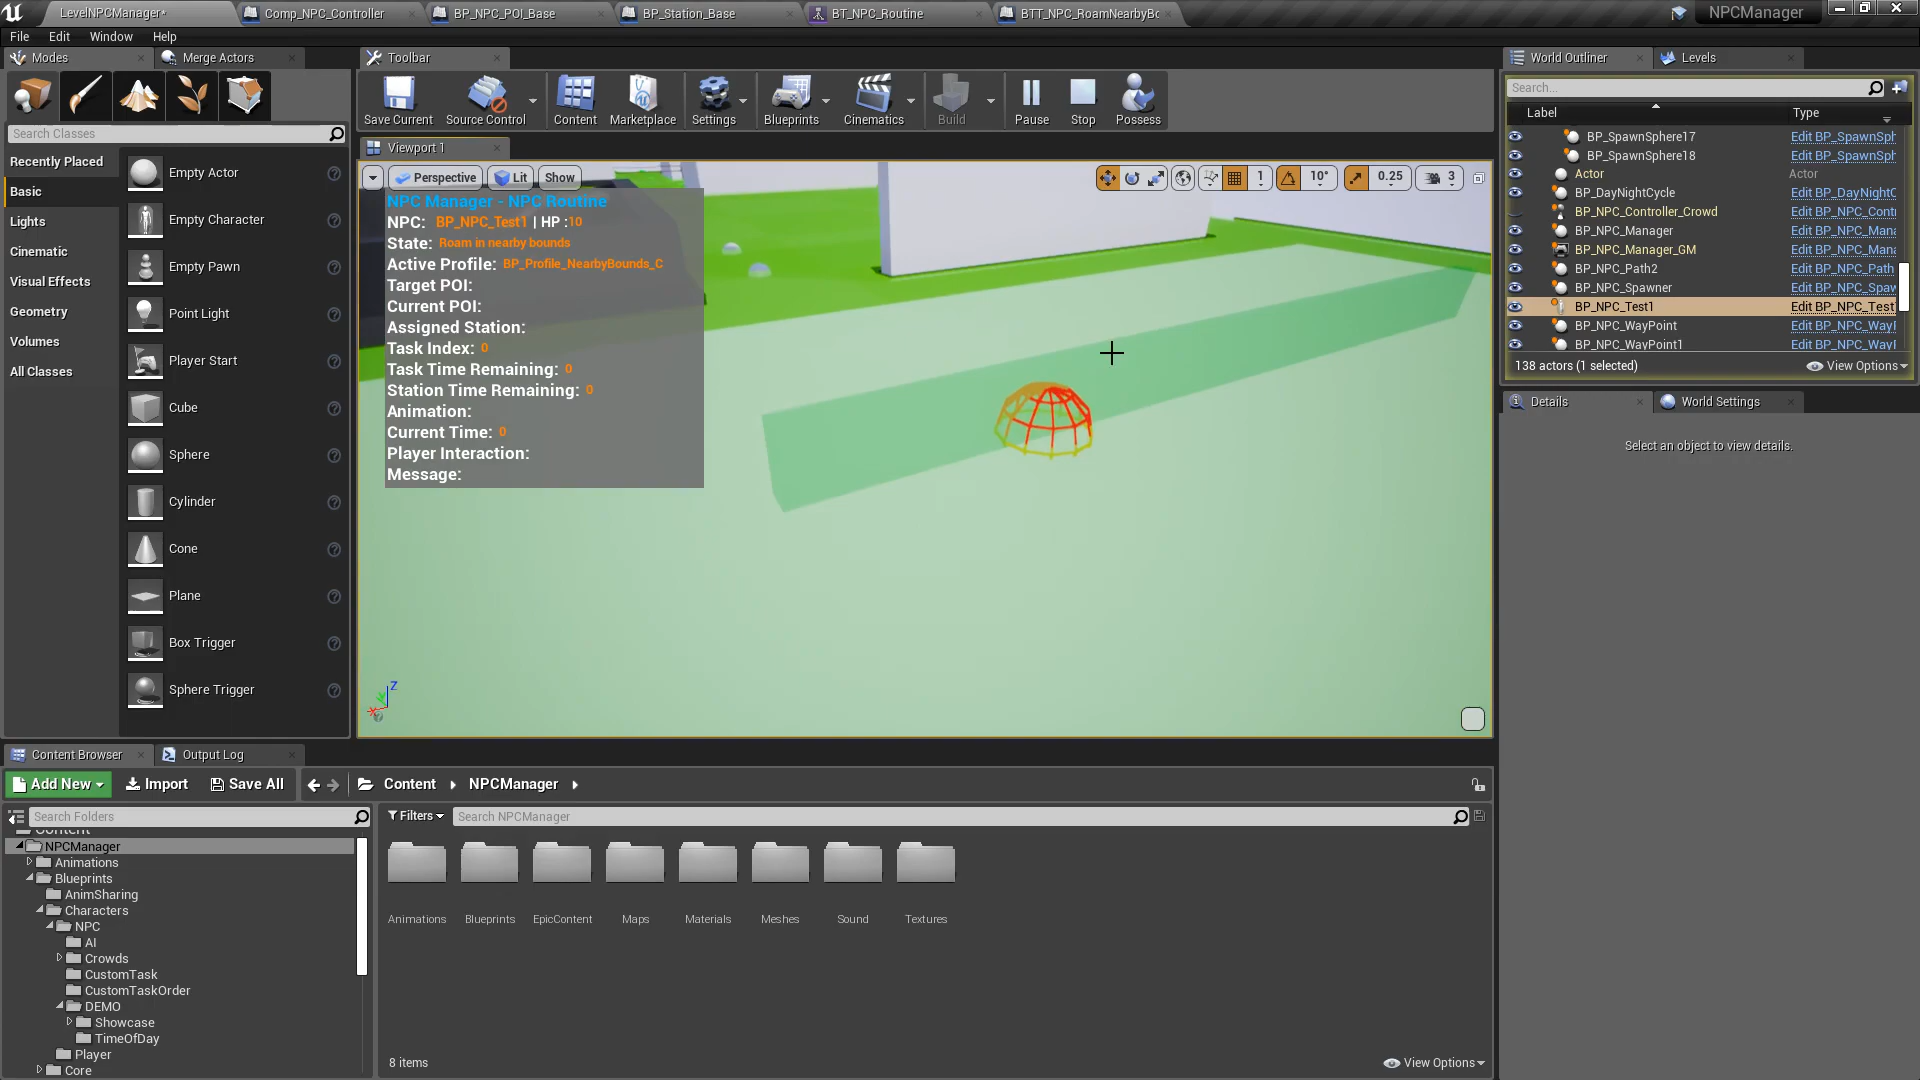 LevelNPCManager*
Comp_NPC_Controller
BP_NPC_POI_Base
BP_Station_Base
BT_NPC_Routine
BTT_NPC_RoamNearbyBo
NPCManager
File Edit Window Help
Modes
Merge Actors
Toolbar
World Outliner
Levels
Save Current
Source Control
Content
Marketplace
Settings
Blueprints
Cinematics
Build
Pause
Stop
Possess
Search...
Label
Type
Search Classes
Viewport 1
Recently Placed
Basic
Lights
Cinematic
Visual Effects
Geometry
Volumes
All Classes
Empty Actor
Empty Character
Empty Pawn
Point Light
Player Start
Cube
Sphere
Cylinder
Cone
Plane
Box Trigger
Sphere Trigger
Perspective
Lit
Show
1
10°
0.25
3
NPC Manager - NPC Routine
NPC: BP_NPC_Test1 | HP :10
State: Roam in nearby bounds
Active Profile: BP_Profile_NearbyBounds_C
Target POI:
Current POI:
Assigned Station:
Task Index: 0
Task Time Remaining: 0
Station Time Remaining: 0
Animation:
Current Time: 0
Player Interaction:
Message:
Z
X
BP_SpawnSphere17 Edit BP_SpawnSph
BP_SpawnSphere18 Edit BP_SpawnSph
Actor Actor
BP_DayNightCycle Edit BP_DayNightC
BP_NPC_Controller_Crowd Edit BP_NPC_Contr
BP_NPC_Manager Edit BP_NPC_Mana
BP_NPC_Manager_GM Edit BP_NPC_Mana
BP_NPC_Path2 Edit BP_NPC_Path
BP_NPC_Spawner Edit BP_NPC_Spaw
BP_NPC_Test1 Edit BP_NPC_Test
BP_NPC_WayPoint Edit BP_NPC_WayP
BP_NPC_WayPoint1 Edit BP_NPC_WayP
138 actors (1 selected)
View Options
Details
World Settings
Select an object to view details.
Content Browser
Output Log
Add New
Import
Save All
Content
NPCManager
Search Folders
Filters
Search NPCManager
Content
NPCManager
Animations
Blueprints
AnimSharing
Characters
NPC
AI
Crowds
CustomTask
CustomTaskOrder
DEMO
Showcase
TimeOfDay
Player
Core
Animations
Blueprints
EpicContent
Maps
Materials
Meshes
Sound
Textures
8 items
View Options